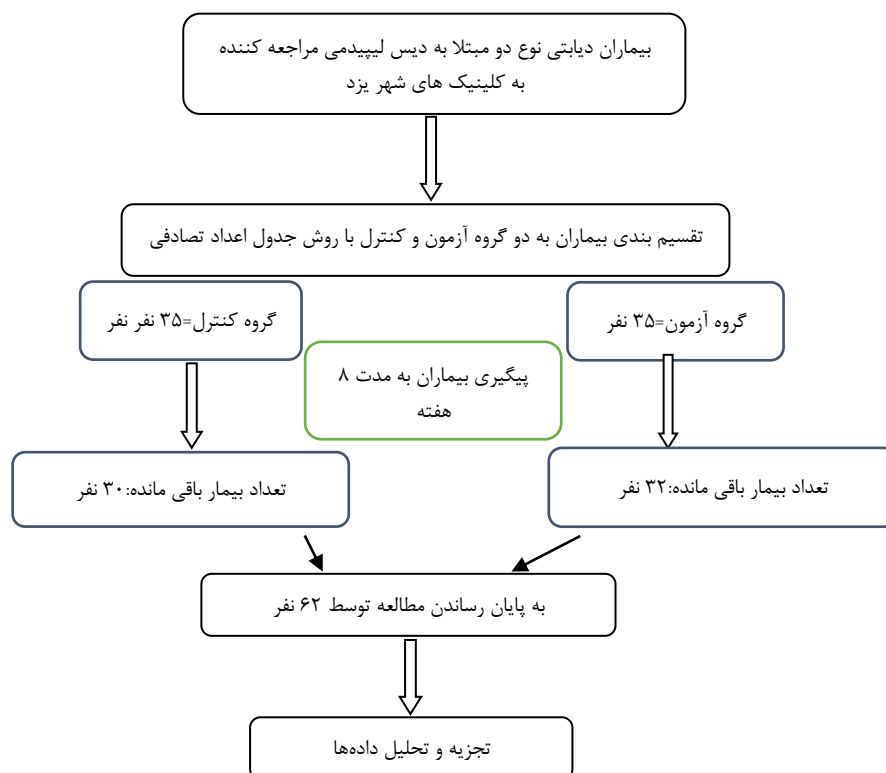 بیماران دیابتی نوع دو مبتلا به دیس لیپیدمی مراجعه کننده
به کلینیک های شهر یزد
تقسیم بندی بیماران به دو گروه آزمون و کنترل با روش جدول اعداد تصادفی
گروه آزمون=۳۵ نفر
گروه کنترل=۳۵ نفر نفر
پیگیری بیماران به مدت ۸
هفته
تعداد بیمار باقی مانده:۳۲ نفر
تعداد بیمار باقی مانده:۳۰ نفر
به پایان رساندن مطالعه توسط ۶۲ نفر
تجزیه و تحلیل داده‌ها